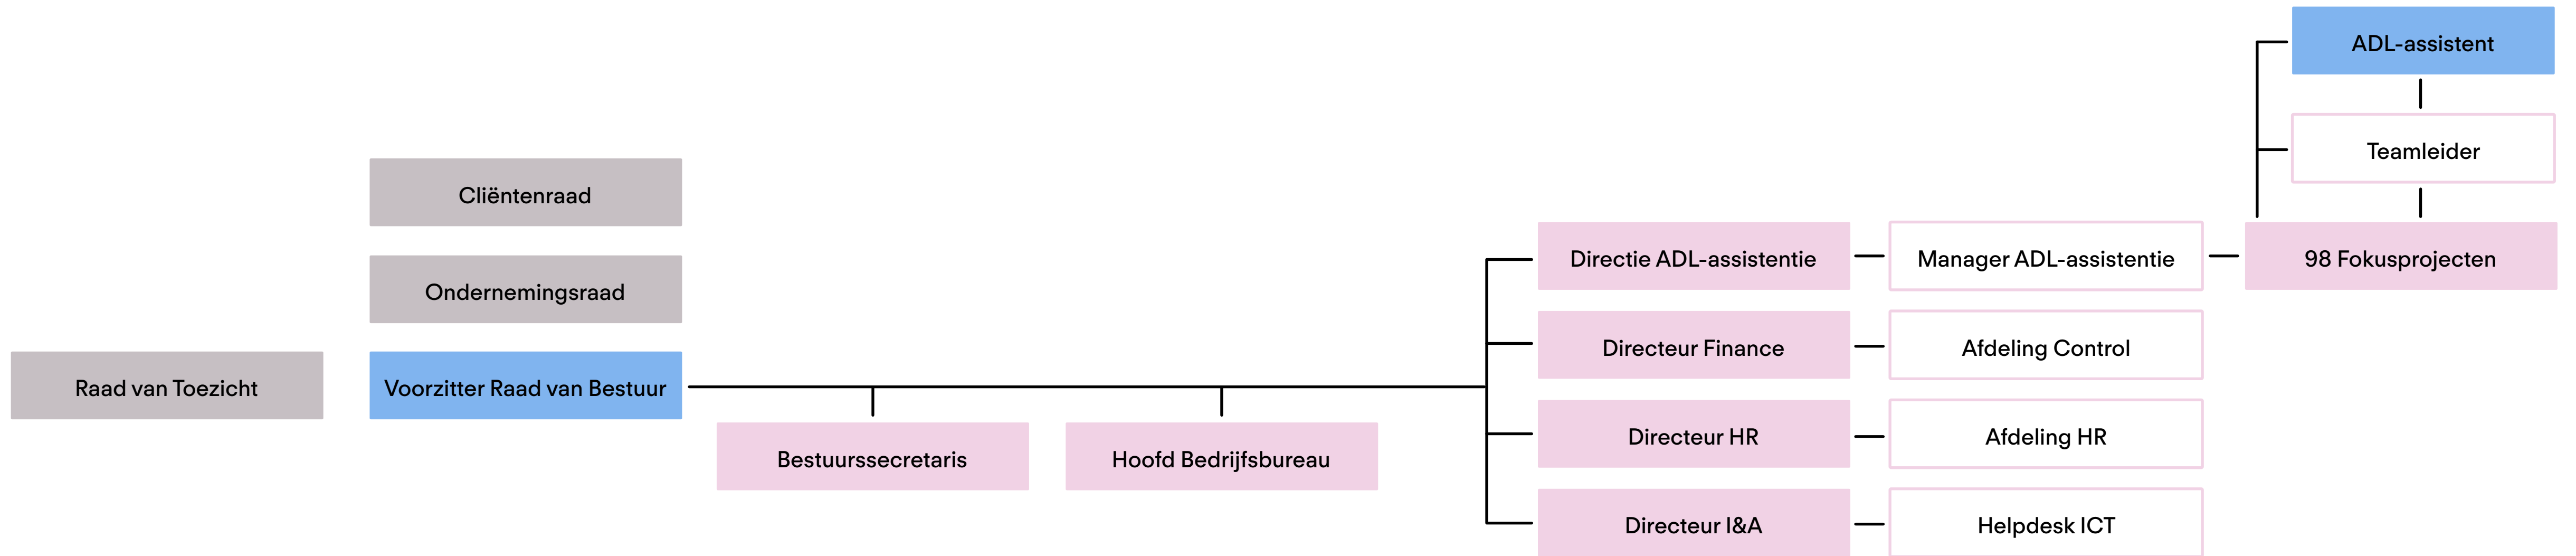 ADL-assistent
Teamleider
Cliëntenraad
Directie ADL-assistentie
Manager ADL-assistentie
98 Fokusprojecten
Ondernemingsraad
Directeur Finance
Afdeling Control
Raad van Toezicht
Voorzitter Raad van Bestuur
Directeur HR
Afdeling HR
Bestuurssecretaris
Hoofd Bedrijfsbureau
Directeur I&A
Helpdesk ICT